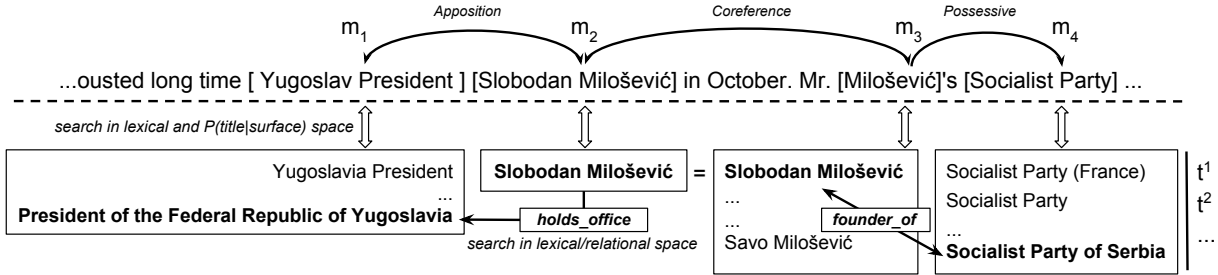 Apposition Coreference Possessive
m1 m2 m3 m4
...ousted long time [ Yugoslav President ] [Slobodan Milošević] in October. Mr. [Milošević]'s [Socialist Party] ...
search in lexical and P(title|surface) space
Yugoslavia President
...
President of the Federal Republic of Yugoslavia
Slobodan Milošević
=
holds_office
search in lexical/relational space
Slobodan Milošević
...
...
Savo Milošević
founder_of
Socialist Party (France)
Socialist Party
...
Socialist Party of Serbia
t1
t2
...